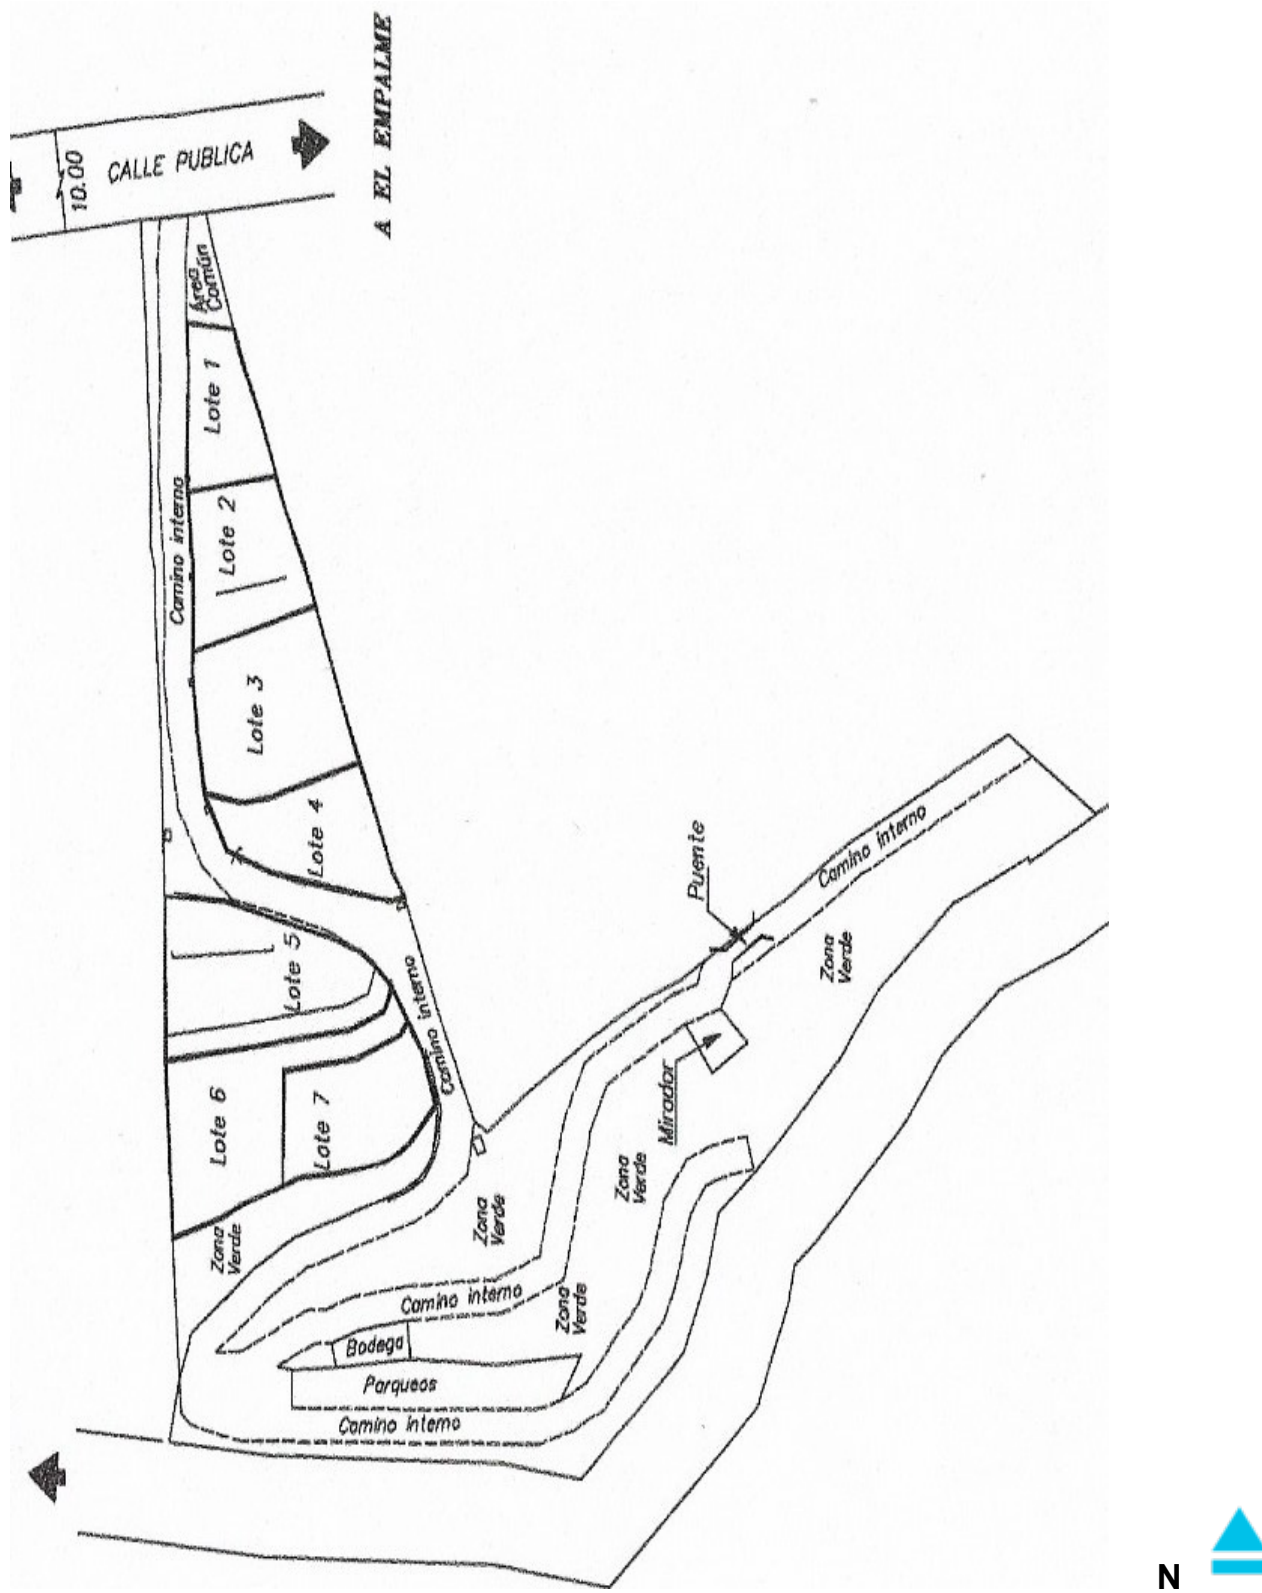 A EL EMPALME
CALLE PUBLICA
10.00
Área
Común
Lote 1
Lote 2
Camino interno
Lote 3
Lote 4
Puente
Camino interno
Lote 5
Zona
Verde
Camino interno
Mirador
Lote 6
Lote 7
Zona
Verde
Zona
Verde
Zona
Verde
Camino interno
Zona
Verde
Bodega
Parqueos
Camino interno
N